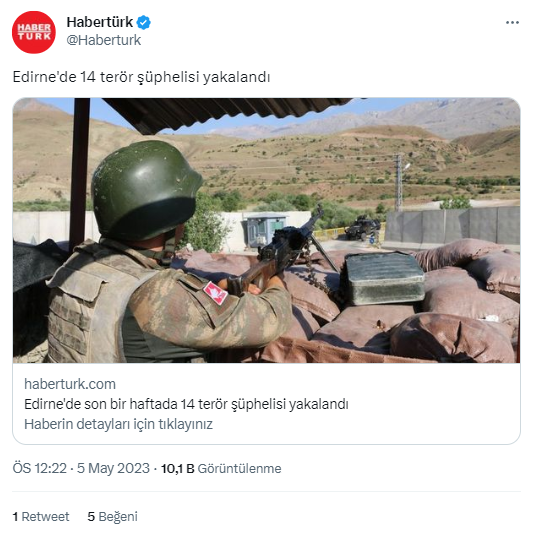 HABER
TURK
Habertürk
@Haberturk
Edirne'de 14 terör şüphelisi yakalandı
haberturk.com
Edirne'de son bir haftada 14 terör şüphelisi yakalandı
Haberin detayları için tıklayınız
ÖS 12:22 · 5 May 2023 · 10,1 B Görüntülenme
1 Retweet 5 Beğeni